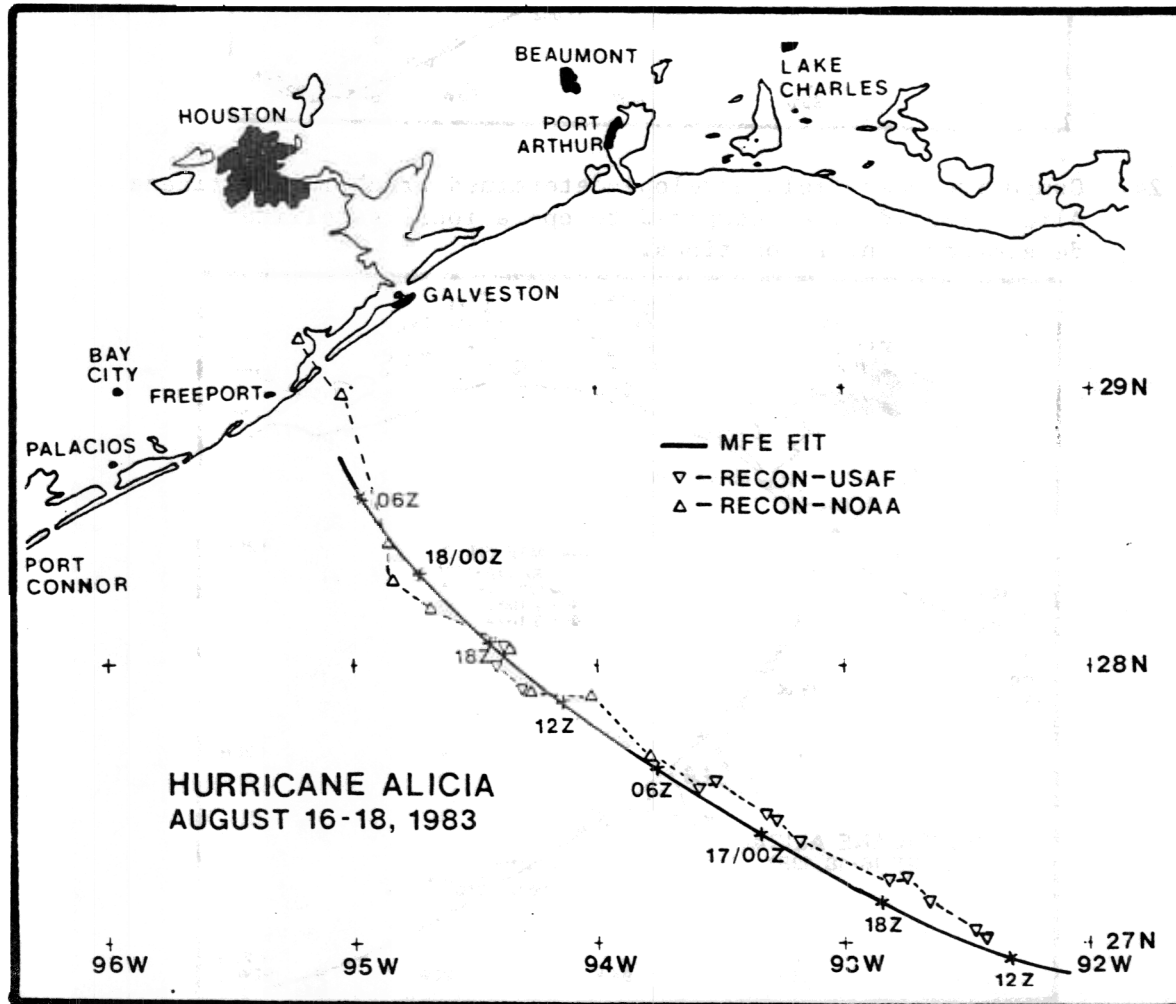 BEAUMONT
LAKE
CHARLES
HOUSTON
PORT
ARTHUR
GALVESTON
BAY
CITY
FREEPORT
29N
PALACIOS
MFE FIT
▽ - RECON-USAF
△ - RECON-NOAA
06Z
PORT
CONNOR
18/00Z
18Z
28N
12Z
HURRICANE ALICIA
AUGUST 16-18, 1983
06Z
17/00Z
18Z
27N
96W
95W
94W
93W
92W
12Z